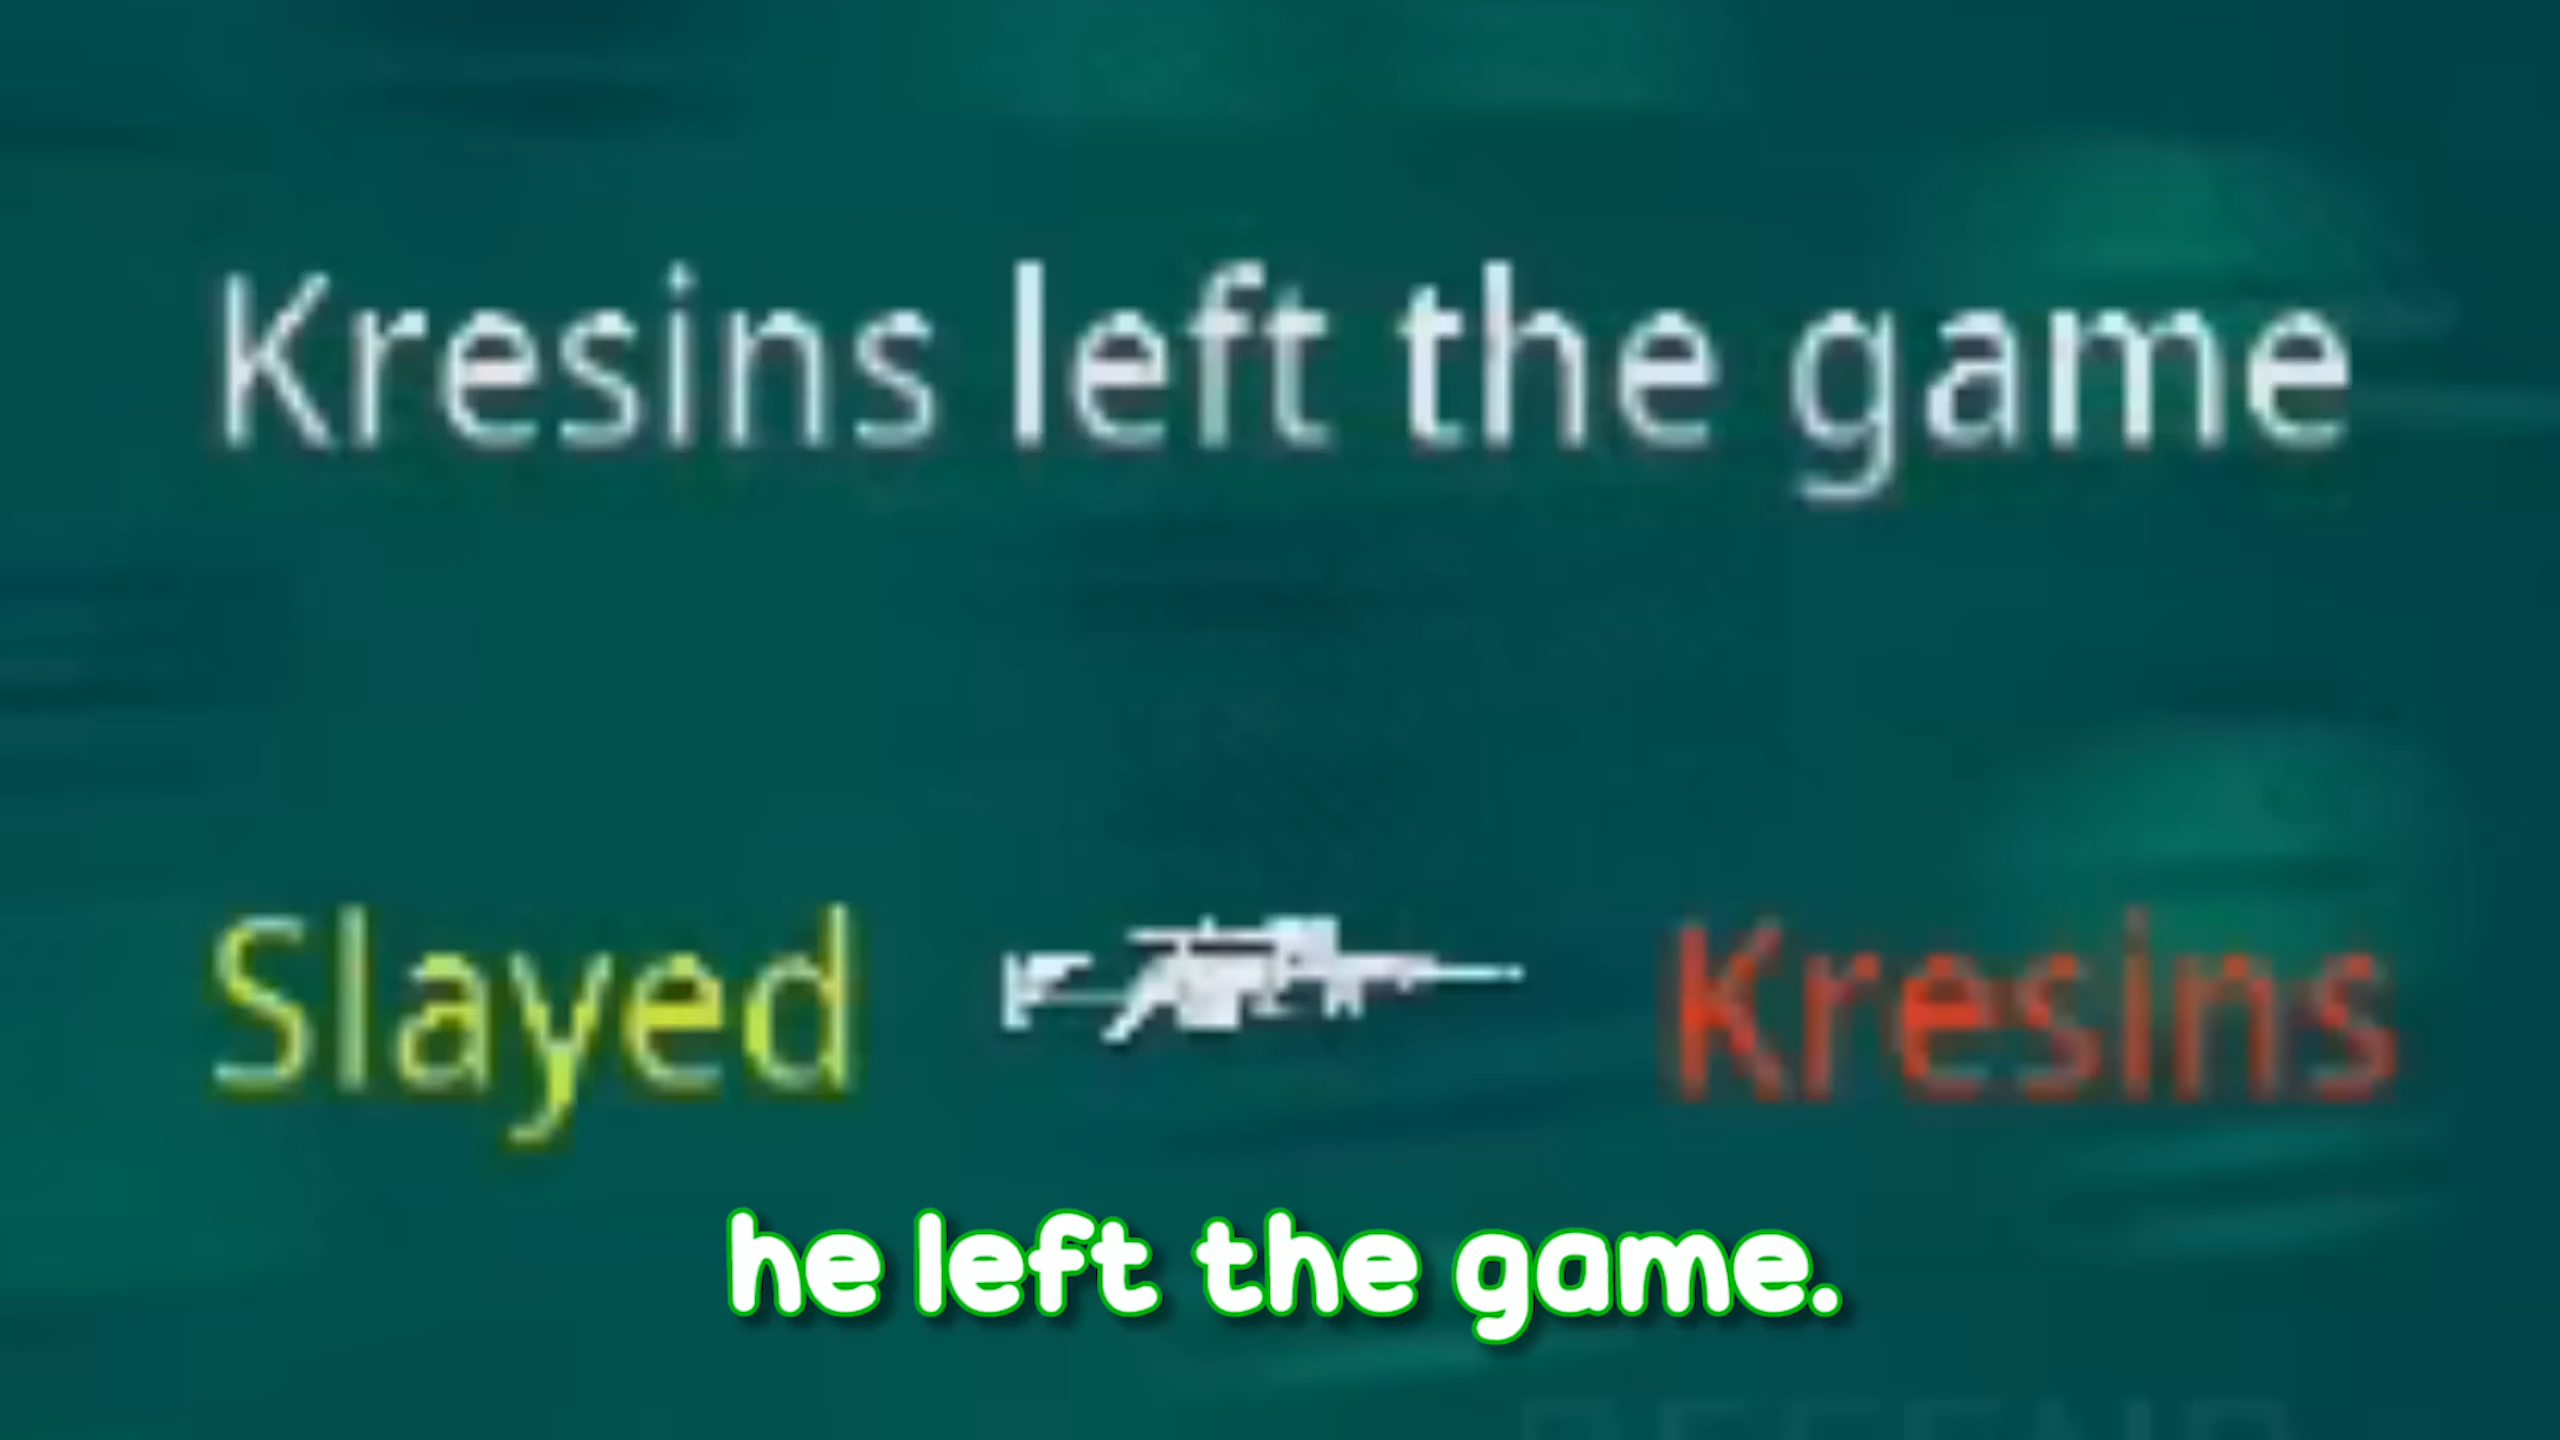 Kresins left the game
Slayed Kresins
he left the game.